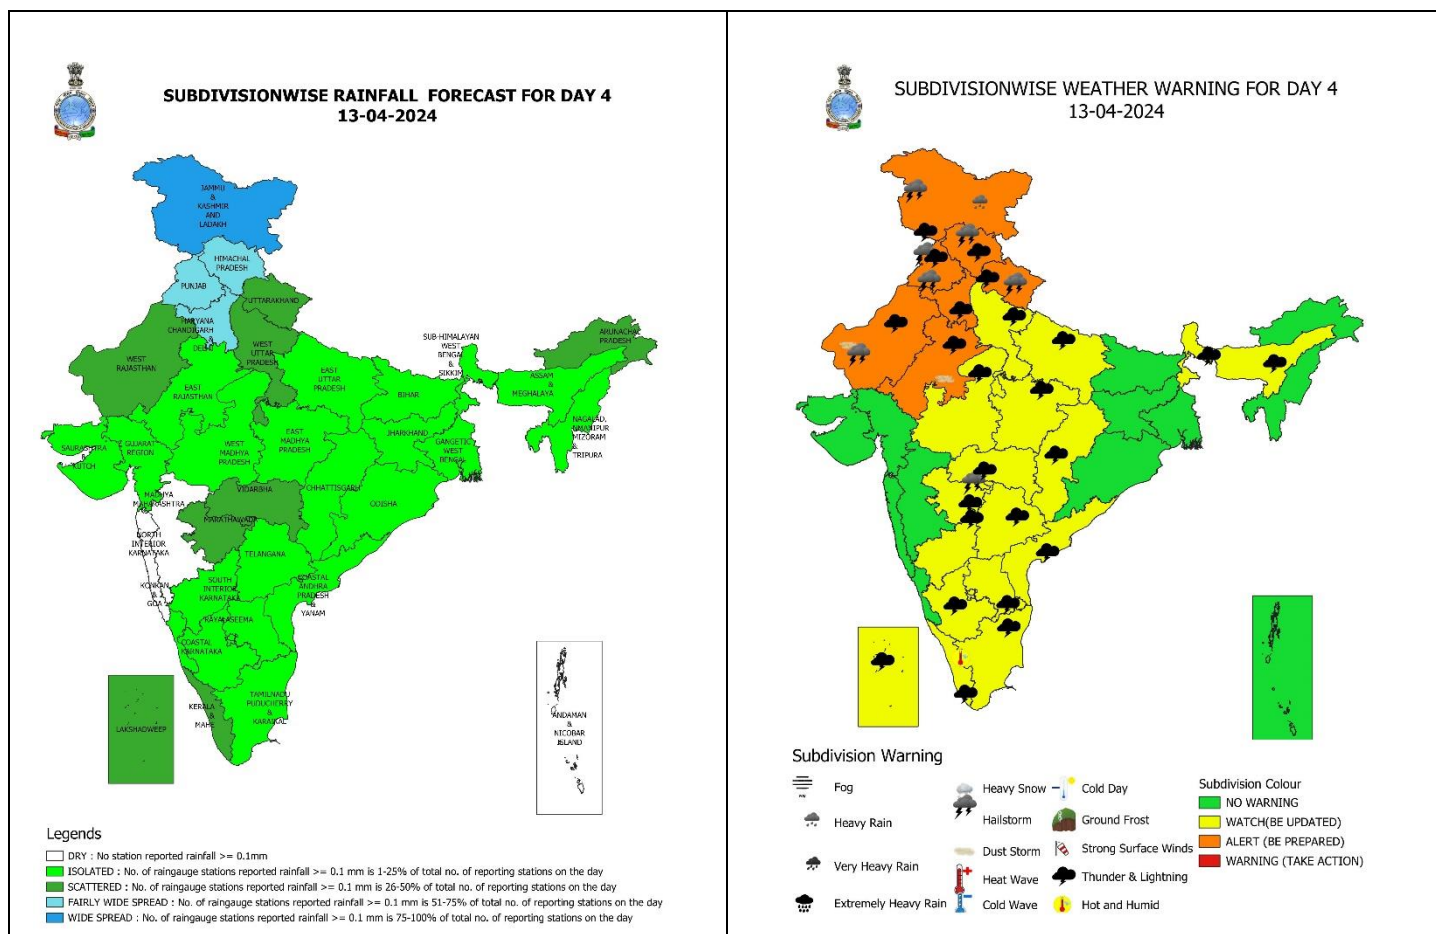 SUBDIVISIONWISE RAINFALL FORECAST FOR DAY 4
13-04-2024
JAMMU
&
KASHMIR
AND
LADAKH
HIMACHAL
PRADESH
PUNJAB
UTTARAKHAND
HARYANA
CHANDIGARH
&
DELHI
WEST
UTTAR
PRADESH
WEST
RAJASTHAN
EAST
RAJASTHAN
EAST
UTTAR
PRADESH
SUB-HIMALAYAN
WEST
BENGAL
&
SIKKIM
ARUNACHAL
PRADESH
ASSAM
&
MEGHALAYA
BIHAR
NAGALAD,
MANIPUR
MIZORAM
&
TRIPURA
JHARKHAND
GANGETIC
WEST
BENGAL
SAURASHTRA
&
KUTCH
GUJARAT
REGION
WEST
MADHYA
PRADESH
EAST
MADHYA
PRADESH
VIDARBHA
CHHATTISGARH
ODISHA
MADHYA
MAHARASHTRA
MARATHAWADA
NORTH
INTERIOR
KARNATAKA
TELANGANA
KONKAN
&
GOA
SOUTH
INTERIOR
KARNATAKA
COASTAL
ANDHRA
PRADESH
&
YANAM
RAYALASEEMA
COASTAL
KARNATAKA
TAMILNADU
PUDUCHERRY
&
KARAIKAL
KERALA
&
MAHE
LAKSHADWEEP
ANDAMAN
&
NICOBAR
ISLAND
Legends
DRY : No station reported rainfall >= 0.1mm
ISOLATED : No. of raingauge stations reported rainfall >= 0.1 mm is 1-25% of total no. of reporting stations on the day
SCATTERED : No. of raingauge stations reported rainfall >= 0.1 mm is 26-50% of total no. of reporting stations on the day
FAIRLY WIDE SPREAD : No. of raingauge stations reported rainfall >= 0.1 mm is 51-75% of total no. of reporting stations on the day
WIDE SPREAD : No. of raingauge stations reported rainfall >= 0.1 mm is 75-100% of total no. of reporting stations on the day
SUBDIVISIONWISE WEATHER WARNING FOR DAY 4
13-04-2024
Subdivision Warning
Fog
Heavy Rain
Very Heavy Rain
Extremely Heavy Rain
Heavy Snow
Hailstorm
Dust Storm
Heat Wave
Cold Wave
Cold Day
Ground Frost
Strong Surface Winds
Thunder & Lightning
Hot and Humid
Subdivision Colour
NO WARNING
WATCH(BE UPDATED)
ALERT (BE PREPARED)
WARNING (TAKE ACTION)